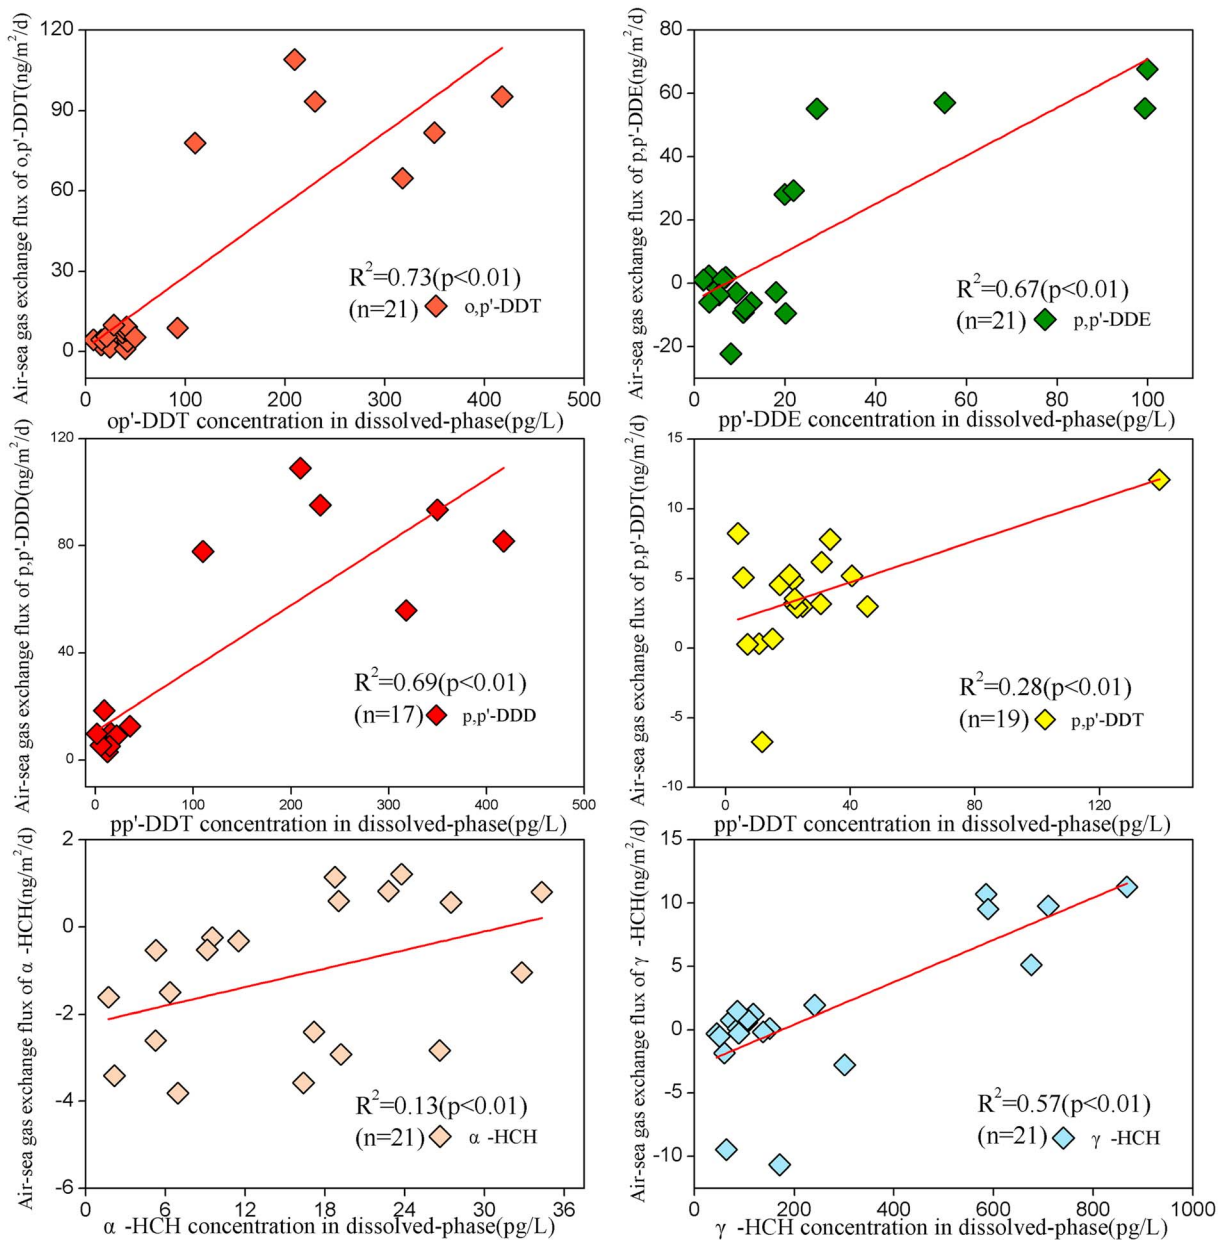 Air-sea gas exchange flux of o,p'-DDT(ng/m²/d)
120
90
60
30
0
R²=0.73(p<0.01)
(n=21) o,p'-DDT
0 100 200 300 400 500
op'-DDT concentration in dissolved-phase(pg/L)
Air-sea gas exchange flux of p,p'-DDE(ng/m²/d)
80
60
40
20
0
-20
R²=0.67(p<0.01)
(n=21) p,p'-DDE
0 20 40 60 80 100
pp'-DDE concentration in dissolved-phase(pg/L)
Air-sea gas exchange flux of p,p'-DDD(ng/m²/d)
120
80
40
0
R²=0.69(p<0.01)
(n=17) p,p'-DDD
0 100 200 300 400 500
pp'-DDT concentration in dissolved-phase(pg/L)
Air-sea gas exchange flux of p,p'-DDT(ng/m²/d)
15
10
5
0
-5
-10
R²=0.28(p<0.01)
(n=19) p,p'-DDT
0 40 80 120
pp'-DDT concentration in dissolved-phase(pg/L)
Air-sea gas exchange flux of α -HCH(ng/m²/d)
2
0
-2
-4
-6
R²=0.13(p<0.01)
(n=21) α -HCH
0 6 12 18 24 30 36
α -HCH concentration in dissolved-phase(pg/L)
Air-sea gas exchange flux of γ -HCH(ng/m²/d)
15
10
5
0
-5
-10
R²=0.57(p<0.01)
(n=21) γ -HCH
0 200 400 600 800 1000
γ -HCH concentration in dissolved-phase(pg/L)